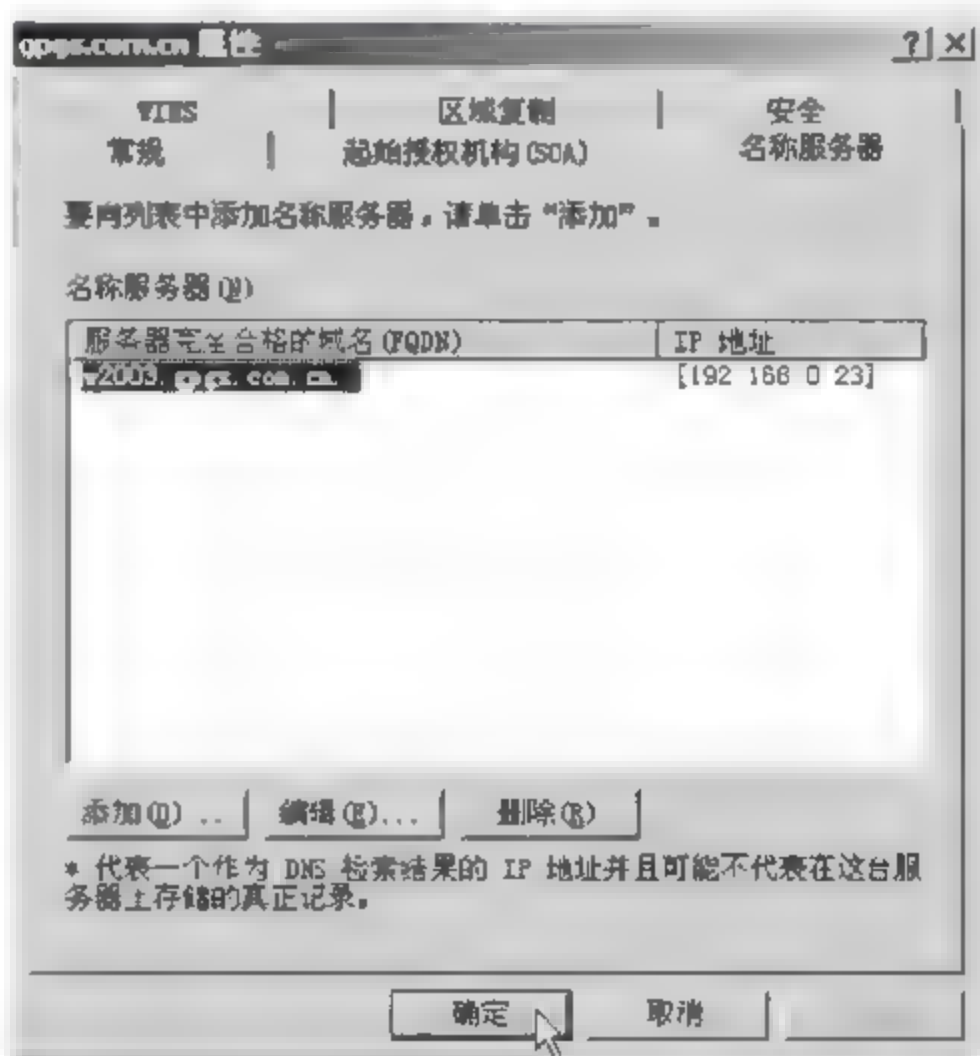 qpqs.com.cn 属性
WINS 区域复制 安全
常规 起始授权机构(SOA) 名称服务器
要向列表中添加名称服务器，请单击“添加”。
名称服务器(N)
服务器完全合格的域名(FQDN) IP 地址
[192 168 0 23]
添加(D) .. 编辑(E)... 删除(R)
* 代表一个作为 DNS 检索结果的 IP 地址并且可能不代表在这台服
务器上存储的真正记录。
确定 取消